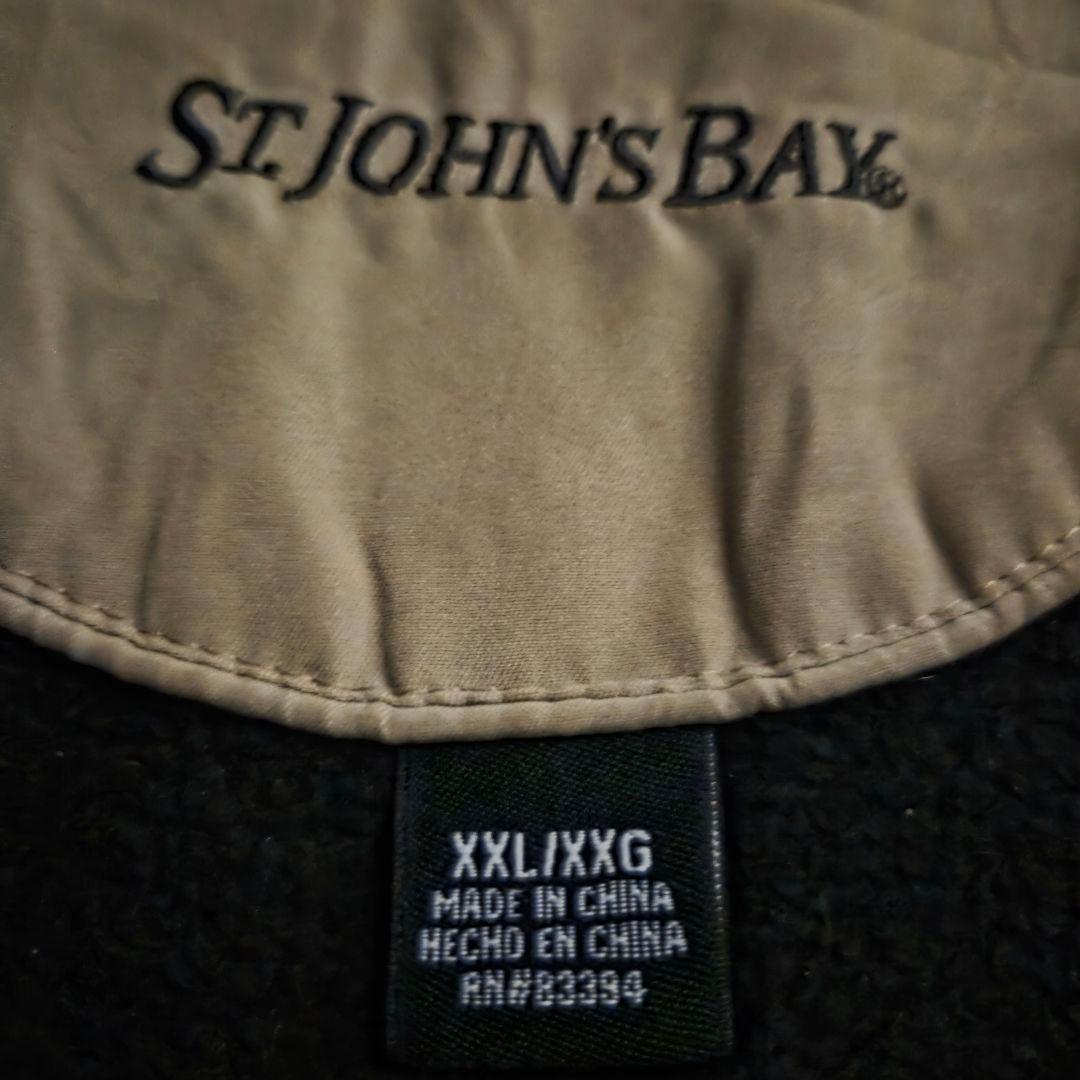 ST. JOHN'S BAY®
XXL/XXG
MADE IN CHINA
HECHO EN CHINA
RN#83394